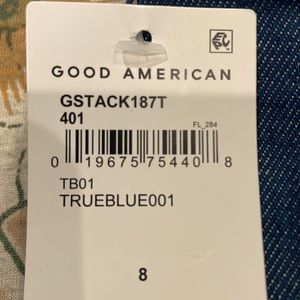 GOOD AMERICAN
GSTACK187T
401
FL_284
0 19675 75440 8
TB01
TRUEBLUE001
8